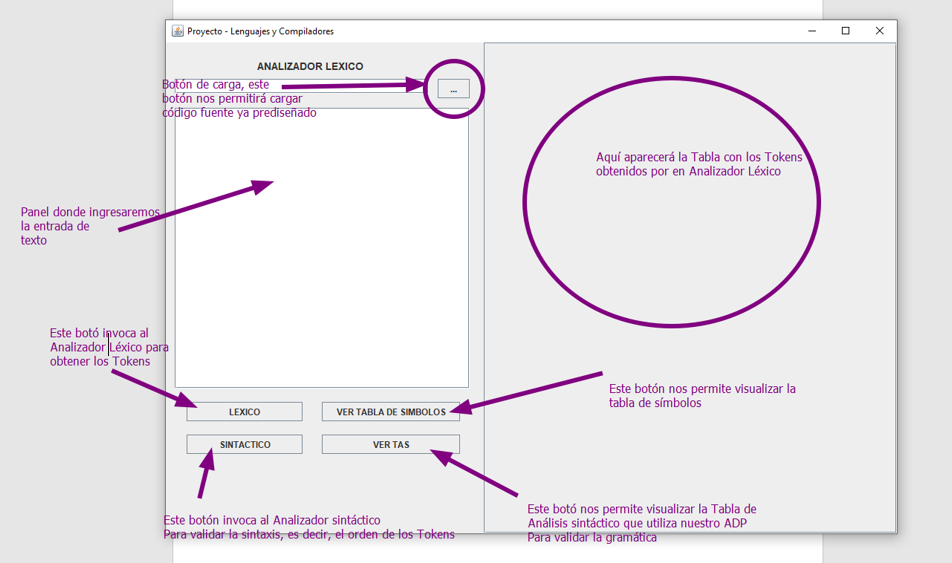 Proyecto - Lenguajes y Compiladores
ANALIZADOR LEXICO
Botón de carga, este
botón nos permitirá cargar
código fuente ya prediseñado
...
Aquí aparecerá la Tabla con los Tokens
obtenidos por en Analizador Léxico
Panel donde ingresaremos
la entrada de
texto
Este botó invoca al
Analizador Léxico para
obtener los Tokens
Este botón nos permite visualizar la
tabla de símbolos
LEXICO
VER TABLA DE SIMBOLOS
SINTACTICO
VER TAS
Este botón invoca al Analizador sintáctico
Para validar la sintaxis, es decir, el orden de los Tokens
Este botó nos permite visualizar la Tabla de
Análisis sintáctico que utiliza nuestro ADP
Para validar la gramática